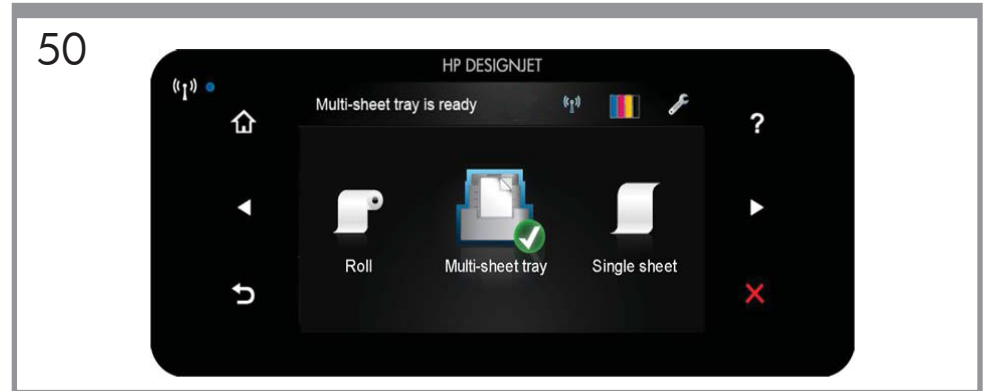 50
HP DESIGNJET
Multi-sheet tray is ready
?
Roll
Multi-sheet tray
Single sheet